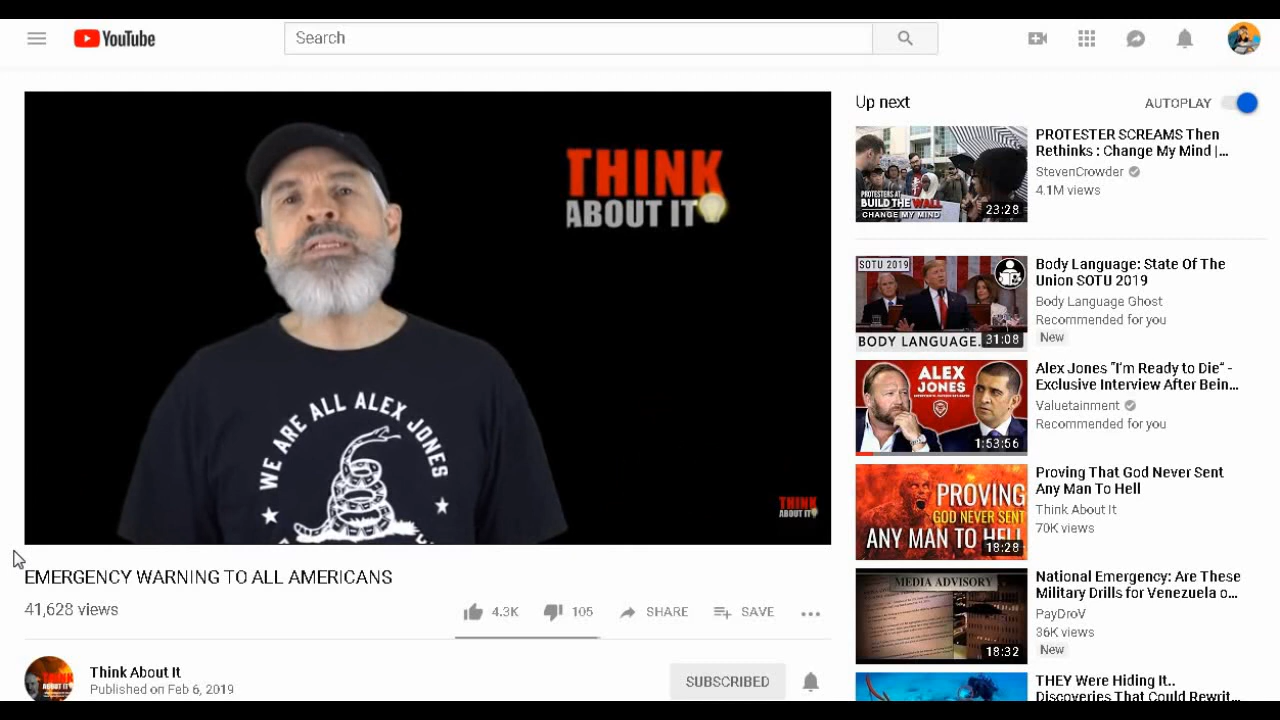 YouTube
Search
THINK
ABOUT IT
WE ARE ALL ALEX JONES
THINK
ABOUT IT
EMERGENCY WARNING TO ALL AMERICANS
41,628 views
4.3K
105
SHARE
SAVE
Think About It
Published on Feb 6, 2019
SUBSCRIBED
Up next
AUTOPLAY
PROTESTERS AT
BUILD THE WALL
CHANGE MY MIND
23:28
PROTESTER SCREAMS Then
Rethinks : Change My Mind |...
StevenCrowder
4.1M views
SOTU 2019
BODY LANGUAGE.
31:08
Body Language: State Of The
Union SOTU 2019
Body Language Ghost
Recommended for you
New
ALEX
JONES
1:53:56
Alex Jones "I'm Ready to Die" -
Exclusive Interview After Bein...
Valuetainment
Recommended for you
PROVING
GOD NEVER SENT
ANY MAN TO HELL
18:28
Proving That God Never Sent
Any Man To Hell
Think About It
70K views
MEDIA ADVISORY
18:32
National Emergency: Are These
Military Drills for Venezuela o...
PayDroV
36K views
New
THEY Were Hiding It..
Discoveries That Could Rewrit...